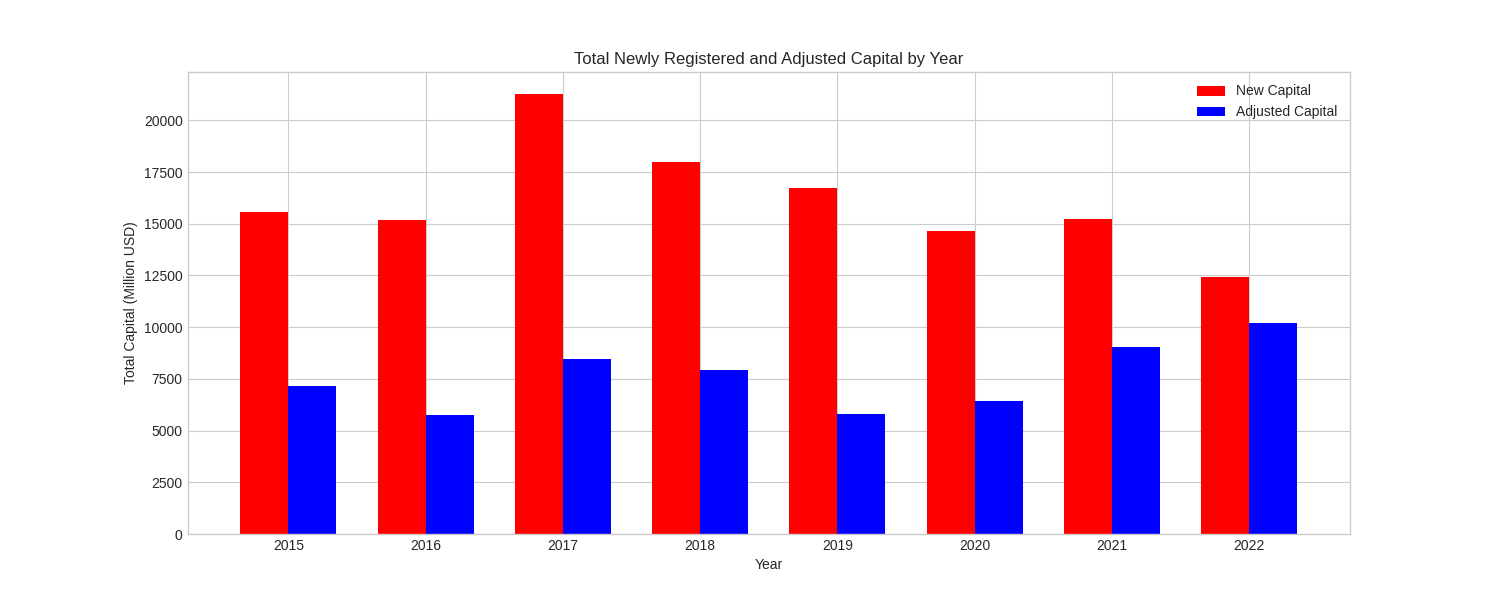 Total Newly Registered and Adjusted Capital by Year
New Capital
Adjusted Capital
Total Capital (Million USD)
20000
17500
15000
12500
10000
7500
5000
2500
0
2015 2016 2017 2018 2019 2020 2021 2022
Year